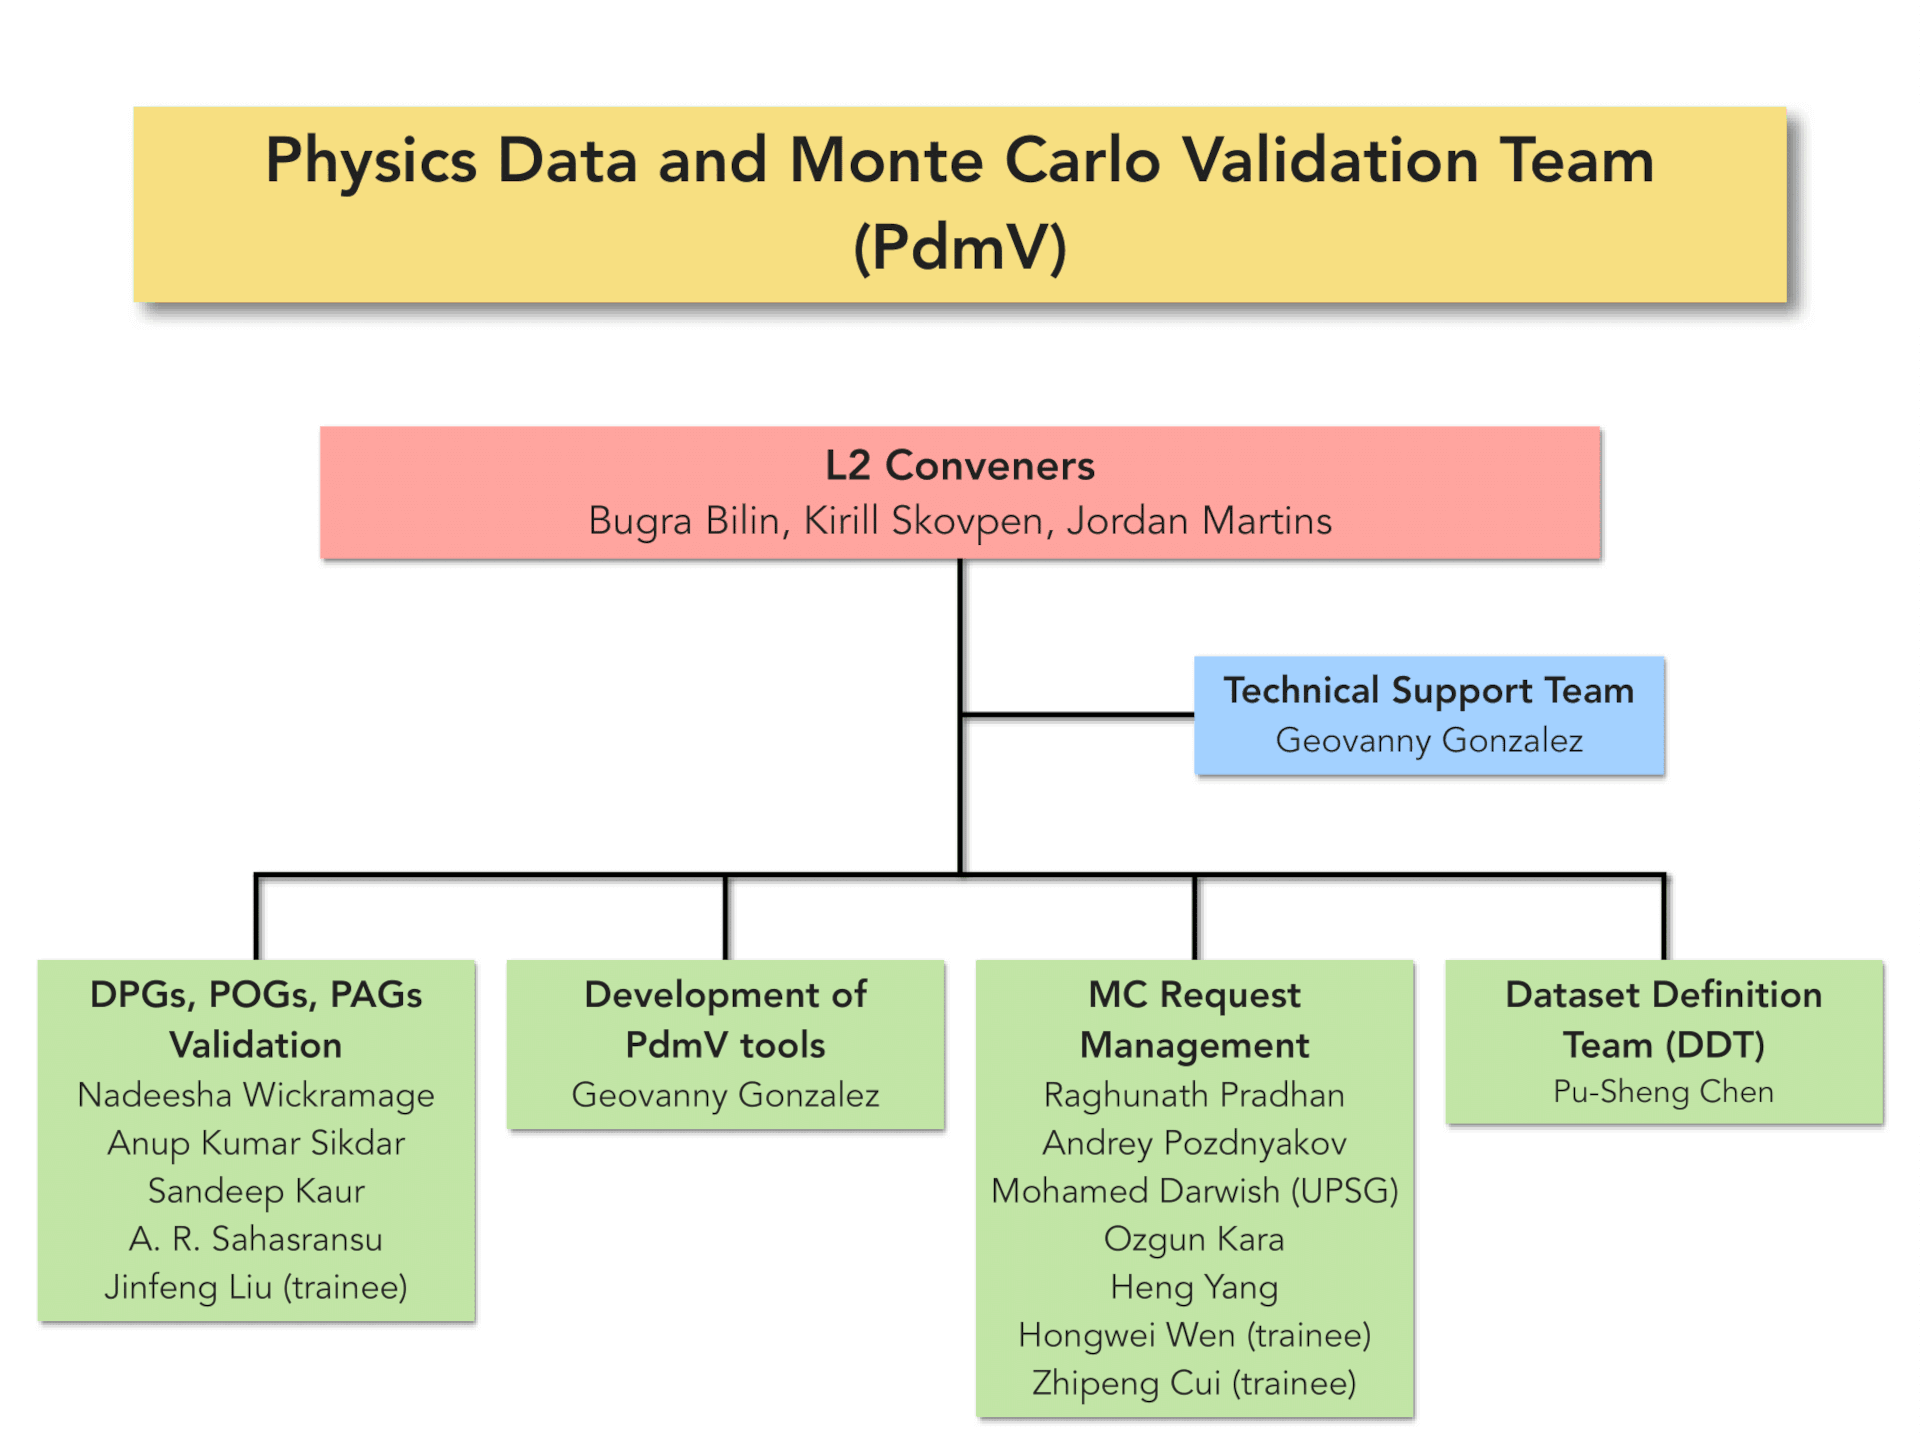 Physics Data and Monte Carlo Validation Team
(PdmV)
L2 Conveners
Bugra Bilin, Kirill Skovpen, Jordan Martins
Technical Support Team
Geovanny Gonzalez
DPGs, POGs, PAGs
Validation
Nadeesha Wickramage
Anup Kumar Sikdar
Sandeep Kaur
A. R. Sahasransu
Jinfeng Liu (trainee)
Development of
PdmV tools
Geovanny Gonzalez
MC Request
Management
Raghunath Pradhan
Andrey Pozdnyakov
Mohamed Darwish (UPSG)
Ozgun Kara
Heng Yang
Hongwei Wen (trainee)
Zhipeng Cui (trainee)
Dataset Definition
Team (DDT)
Pu-Sheng Chen